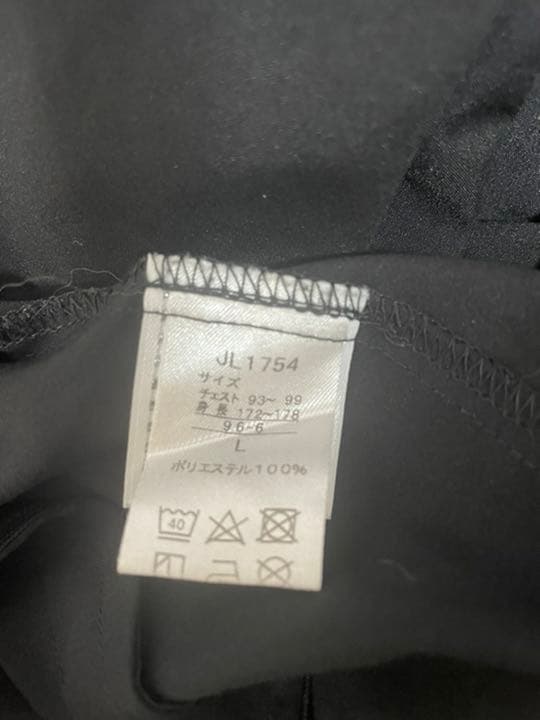 JL1754
サイズ
チェスト 93~ 99
身長 172~178
9.6~6
L
ポリエステル100%
40